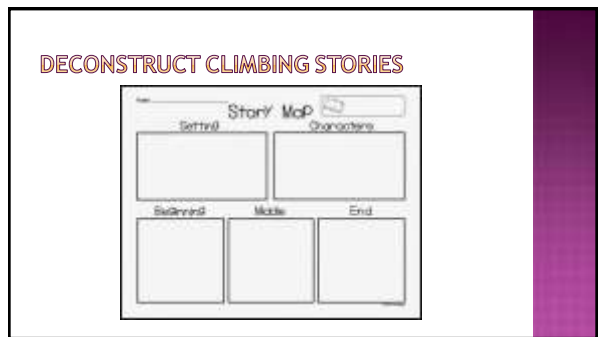 DECONSTRUCT CLIMBING STORIES
Story Map
Setting Characters
Beginning Middle End